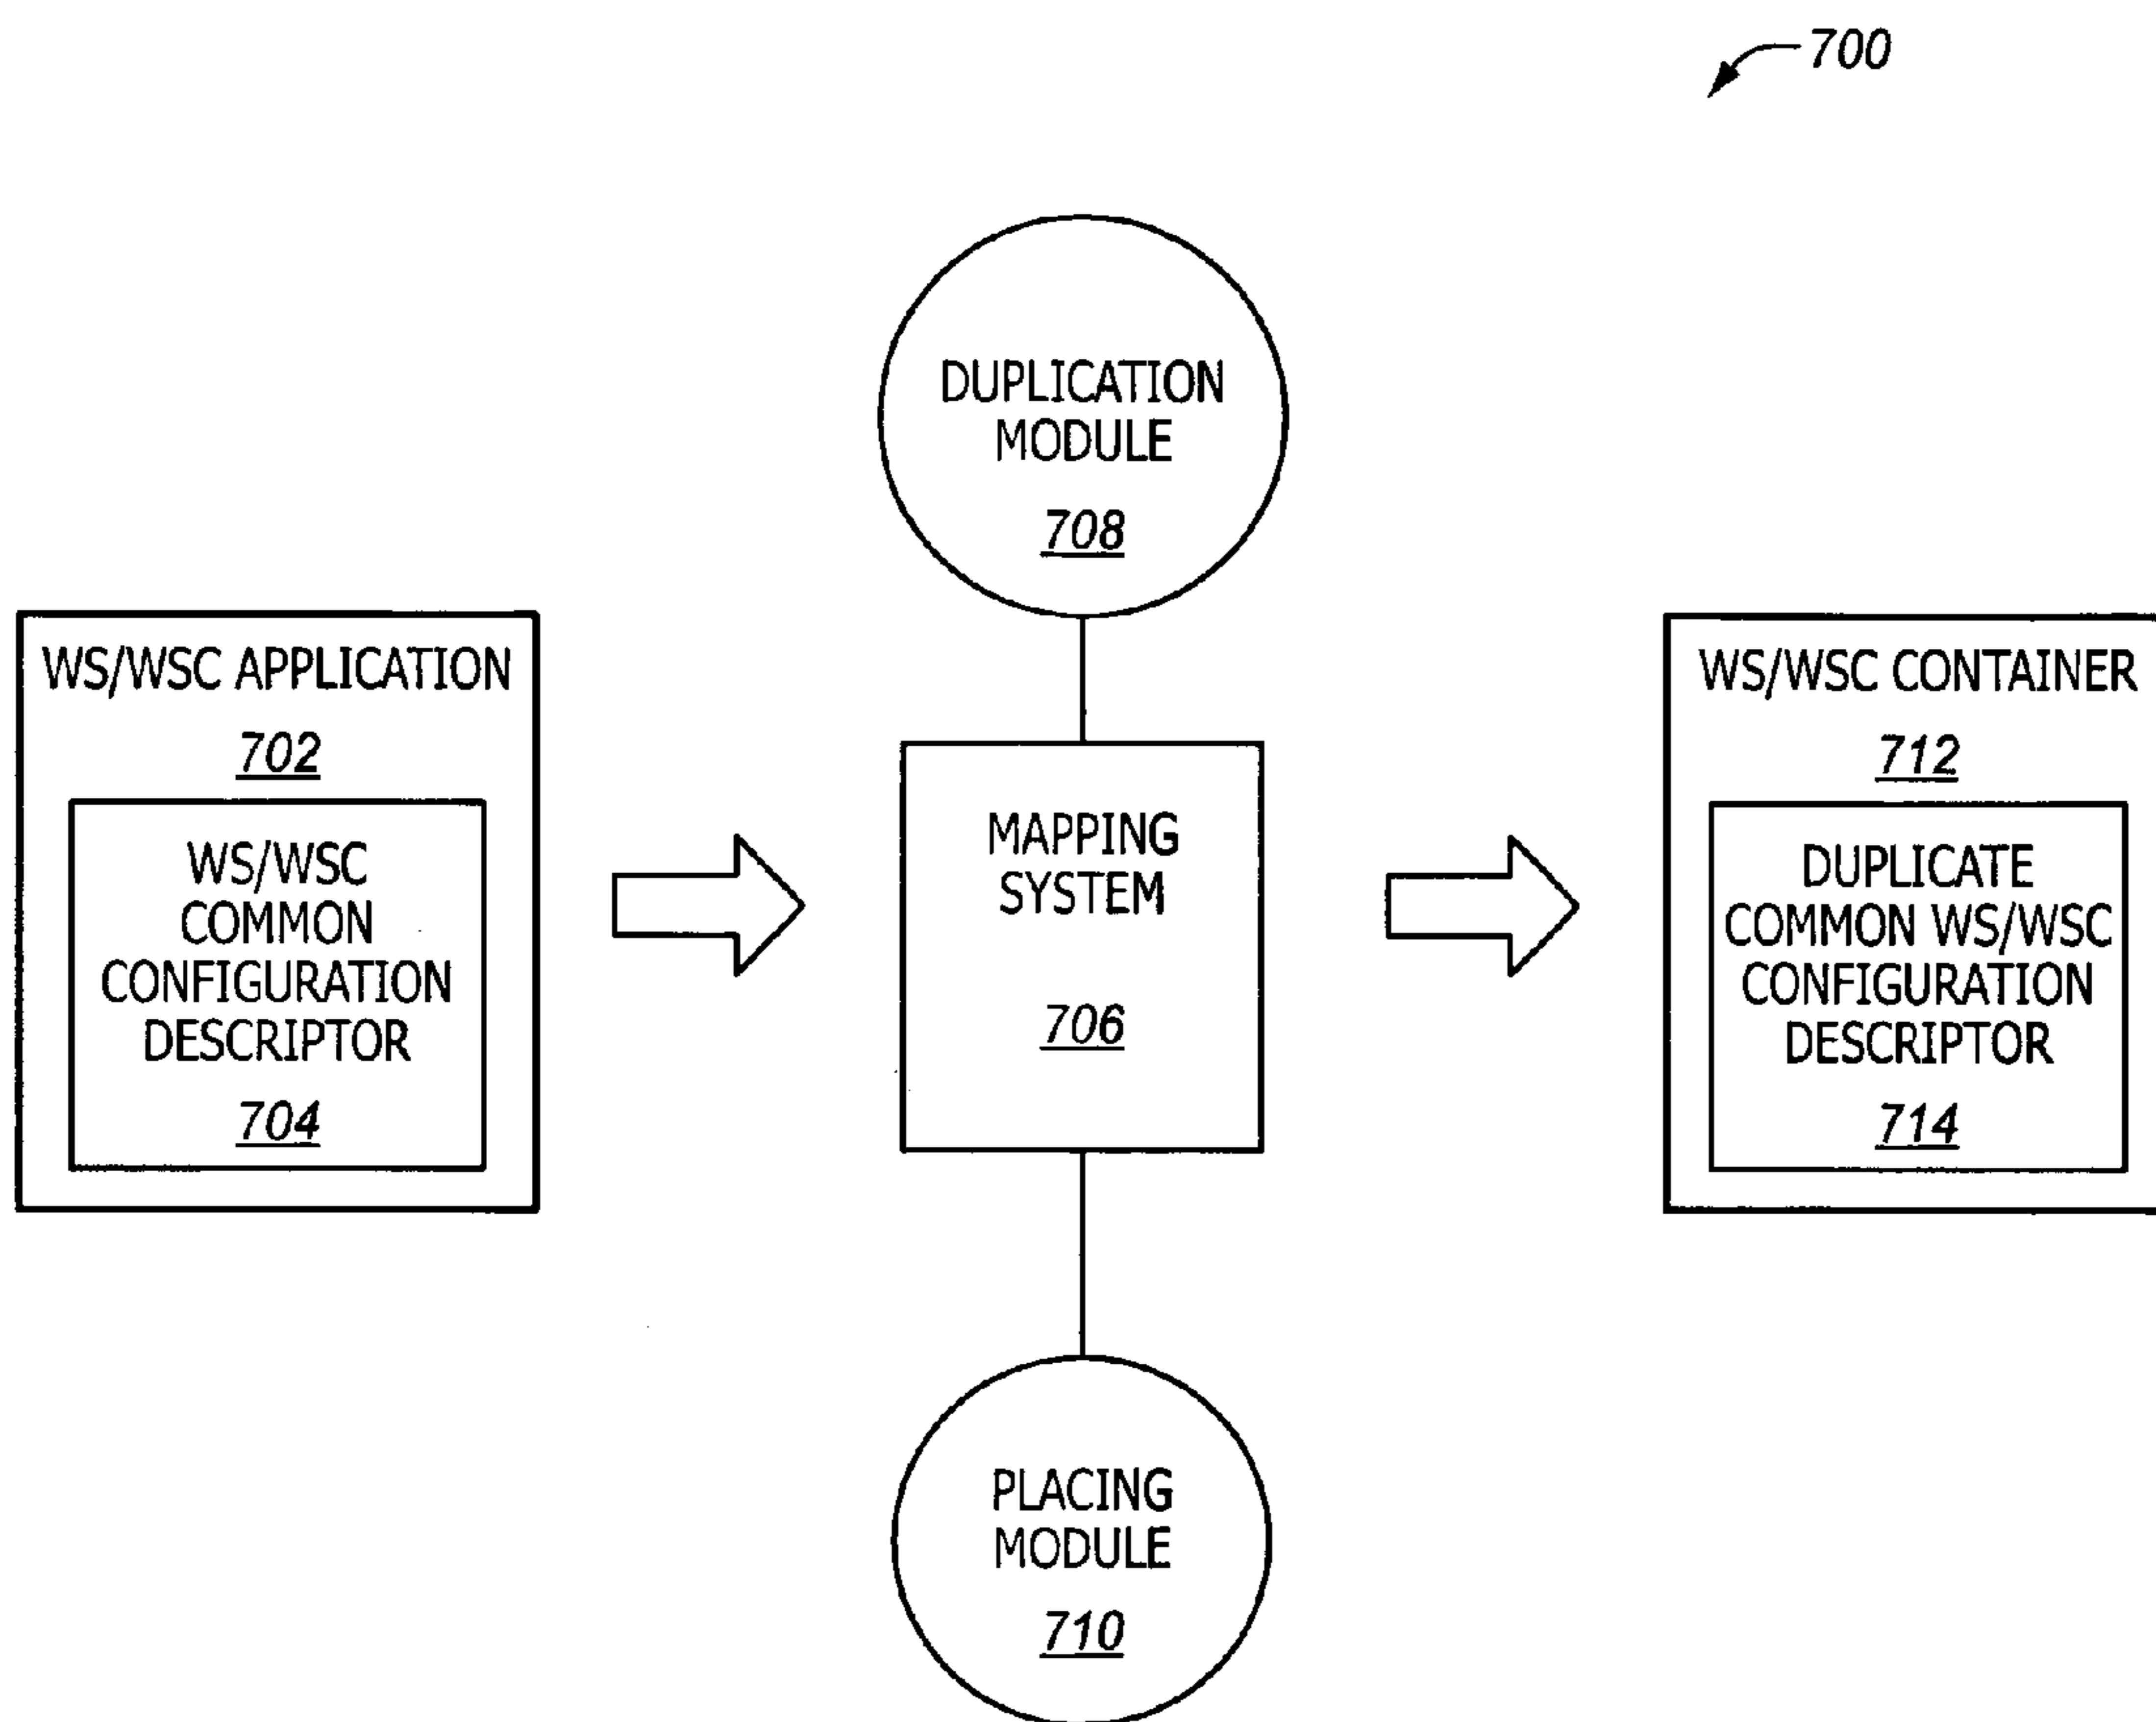 700
DUPLICATION
MODULE
708
WS/WSC APPLICATION
702
WS/WSC
COMMON
CONFIGURATION
DESCRIPTOR
704
MAPPING
SYSTEM
706
WS/WSC CONTAINER
712
DUPLICATE
COMMON WS/WSC
CONFIGURATION
DESCRIPTOR
714
PLACING
MODULE
710